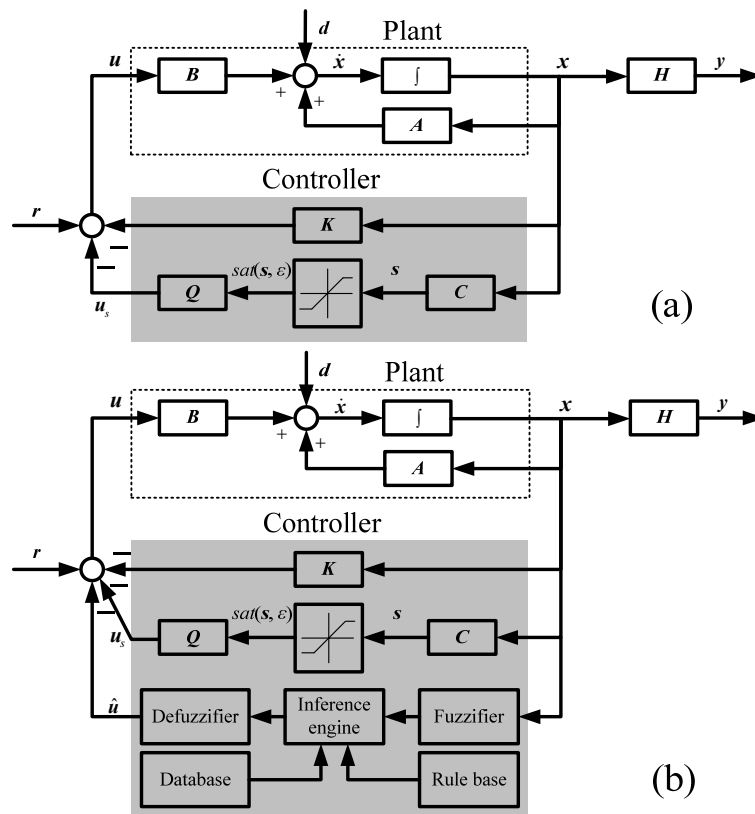 d
Plant
u
B
ẋ
∫
x
H
y
+
+
A
Controller
r
K
sat(s, ε)
s
Q
C
u_s
(a)
d
Plant
u
B
ẋ
∫
x
H
y
+
+
A
Controller
r
K
sat(s, ε)
s
u_s
Q
C
û
Defuzzifier
Inference
engine
Fuzzifier
Database
Rule base
(b)